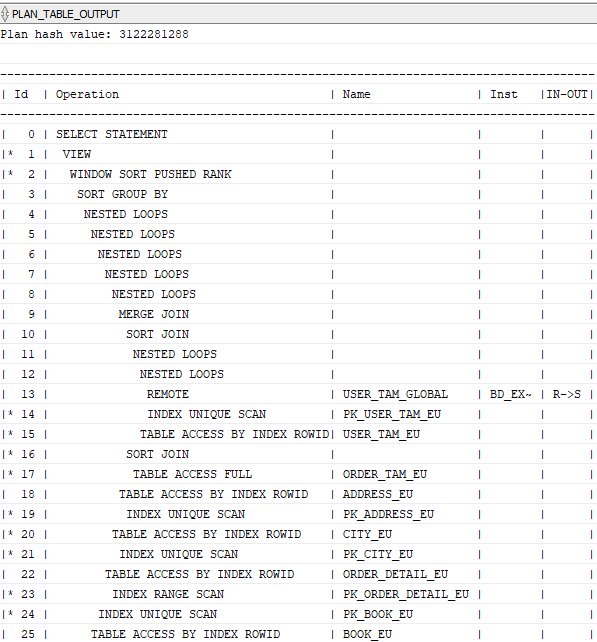 PLAN_TABLE_OUTPUT
Plan hash value: 3122281288
-------------------------------------------------------------------------------------
| Id  | Operation                              | Name               | Inst   |IN-OUT|
-------------------------------------------------------------------------------------
|   0 | SELECT STATEMENT                       |                    |        |      |
|*  1 |  VIEW                                  |                    |        |      |
|*  2 |   WINDOW SORT PUSHED RANK              |                    |        |      |
|   3 |    SORT GROUP BY                       |                    |        |      |
|   4 |     NESTED LOOPS                       |                    |        |      |
|   5 |      NESTED LOOPS                      |                    |        |      |
|   6 |       NESTED LOOPS                     |                    |        |      |
|   7 |        NESTED LOOPS                    |                    |        |      |
|   8 |         NESTED LOOPS                   |                    |        |      |
|   9 |          MERGE JOIN                    |                    |        |      |
|  10 |           SORT JOIN                    |                    |        |      |
|  11 |            NESTED LOOPS                |                    |        |      |
|  12 |             NESTED LOOPS               |                    |        |      |
|  13 |              REMOTE                    | USER_TAM_GLOBAL    | BD_EX~ | R->S |
|* 14 |              INDEX UNIQUE SCAN         | PK_USER_TAM_EU     |        |      |
|* 15 |             TABLE ACCESS BY INDEX ROWID| USER_TAM_EU        |        |      |
|* 16 |           SORT JOIN                    |                    |        |      |
|* 17 |            TABLE ACCESS FULL           | ORDER_TAM_EU       |        |      |
|  18 |          TABLE ACCESS BY INDEX ROWID   | ADDRESS_EU         |        |      |
|* 19 |           INDEX UNIQUE SCAN            | PK_ADDRESS_EU      |        |      |
|* 20 |         TABLE ACCESS BY INDEX ROWID    | CITY_EU            |        |      |
|* 21 |          INDEX UNIQUE SCAN             | PK_CITY_EU         |        |      |
|  22 |        TABLE ACCESS BY INDEX ROWID     | ORDER_DETAIL_EU    |        |      |
|* 23 |         INDEX RANGE SCAN               | PK_ORDER_DETAIL_EU |        |      |
|* 24 |       INDEX UNIQUE SCAN                | PK_BOOK_EU         |        |      |
|  25 |      TABLE ACCESS BY INDEX ROWID       | BOOK_EU            |        |      |